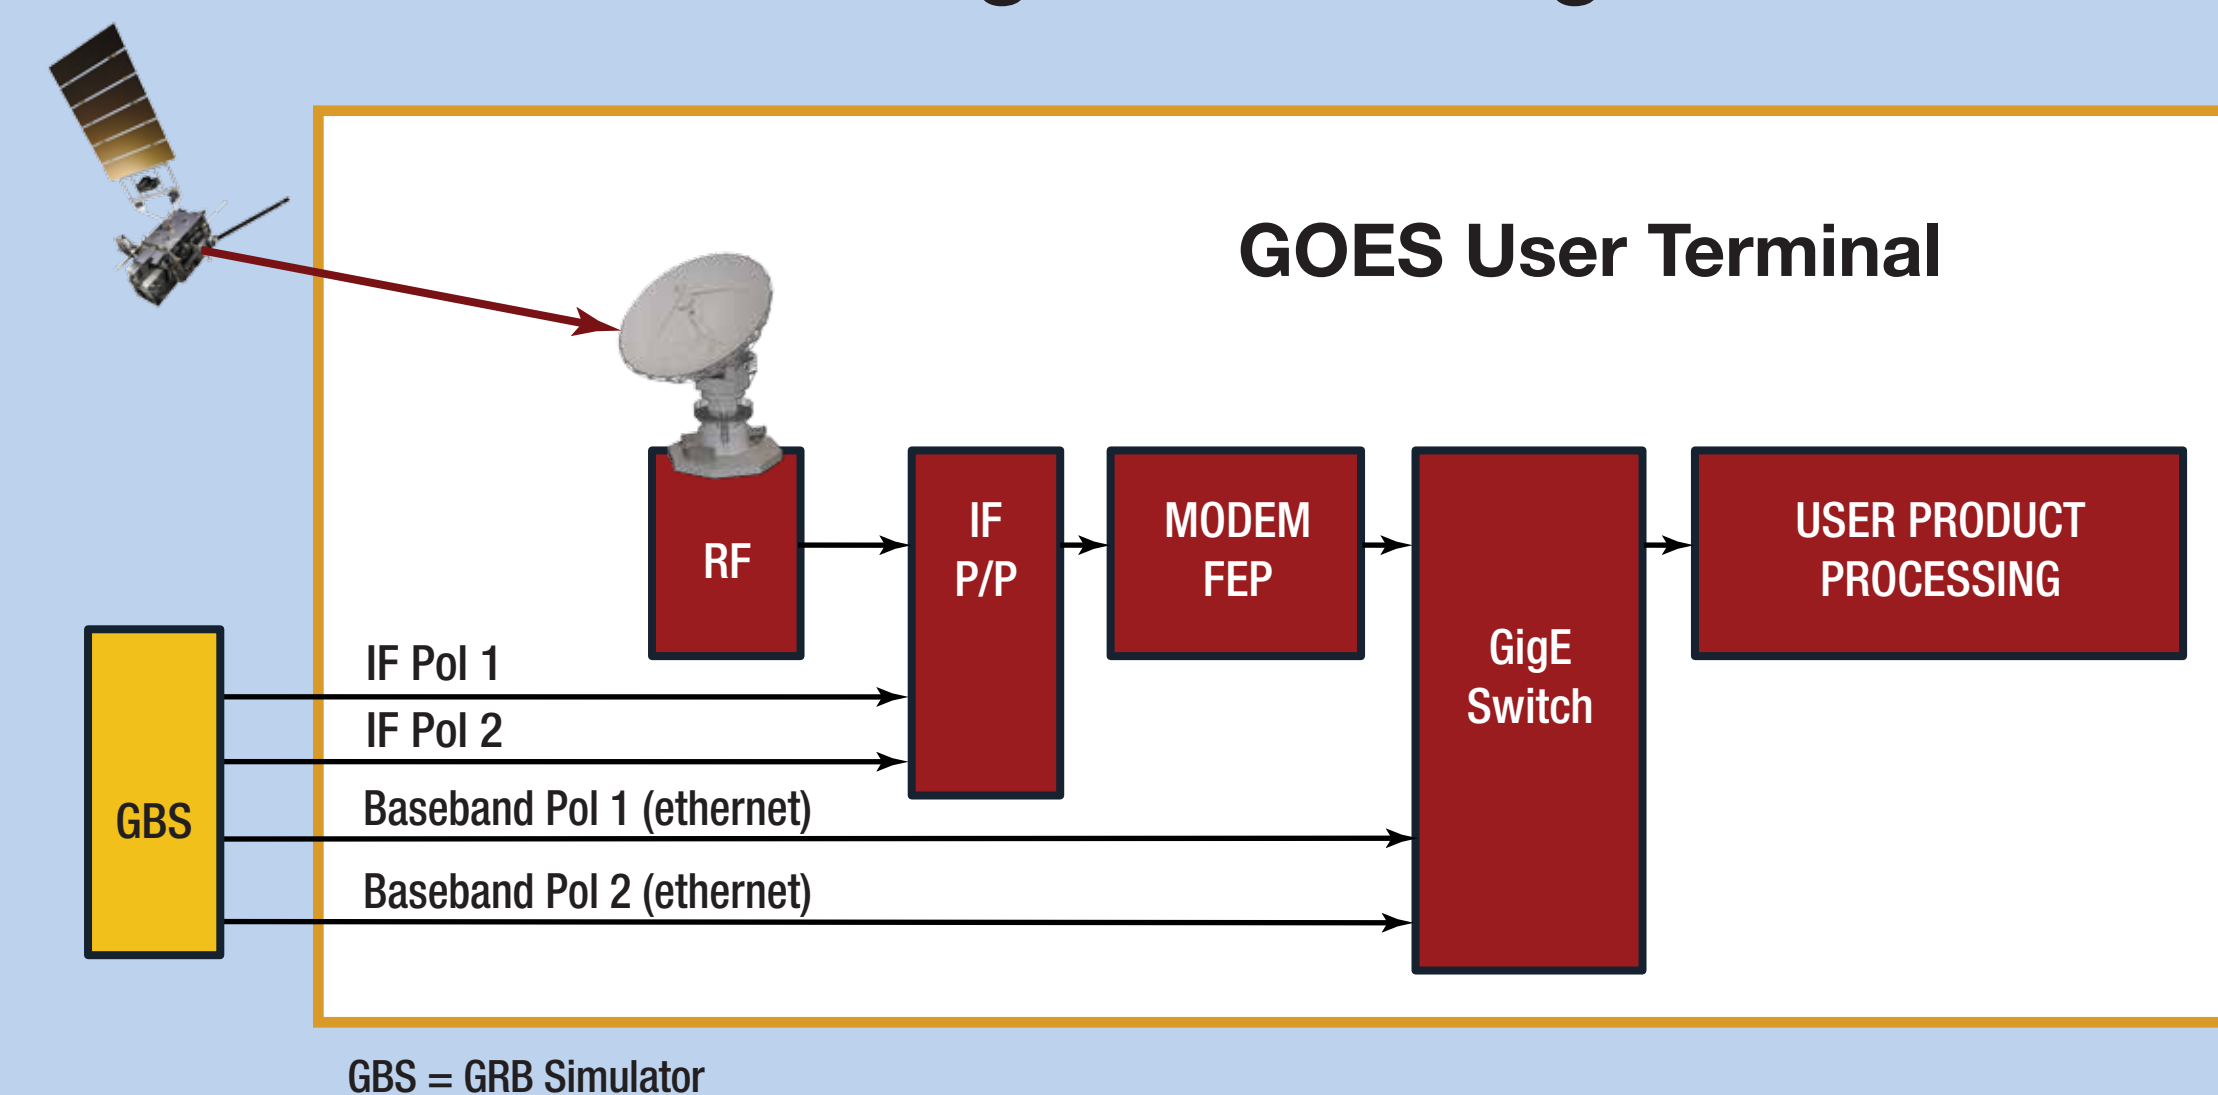 GOES User Terminal
RF
IF
P/P
MODEM
FEP
GigE
Switch
USER PRODUCT
PROCESSING
GBS
IF Pol 1
IF Pol 2
Baseband Pol 1 (ethernet)
Baseband Pol 2 (ethernet)
GBS = GRB Simulator